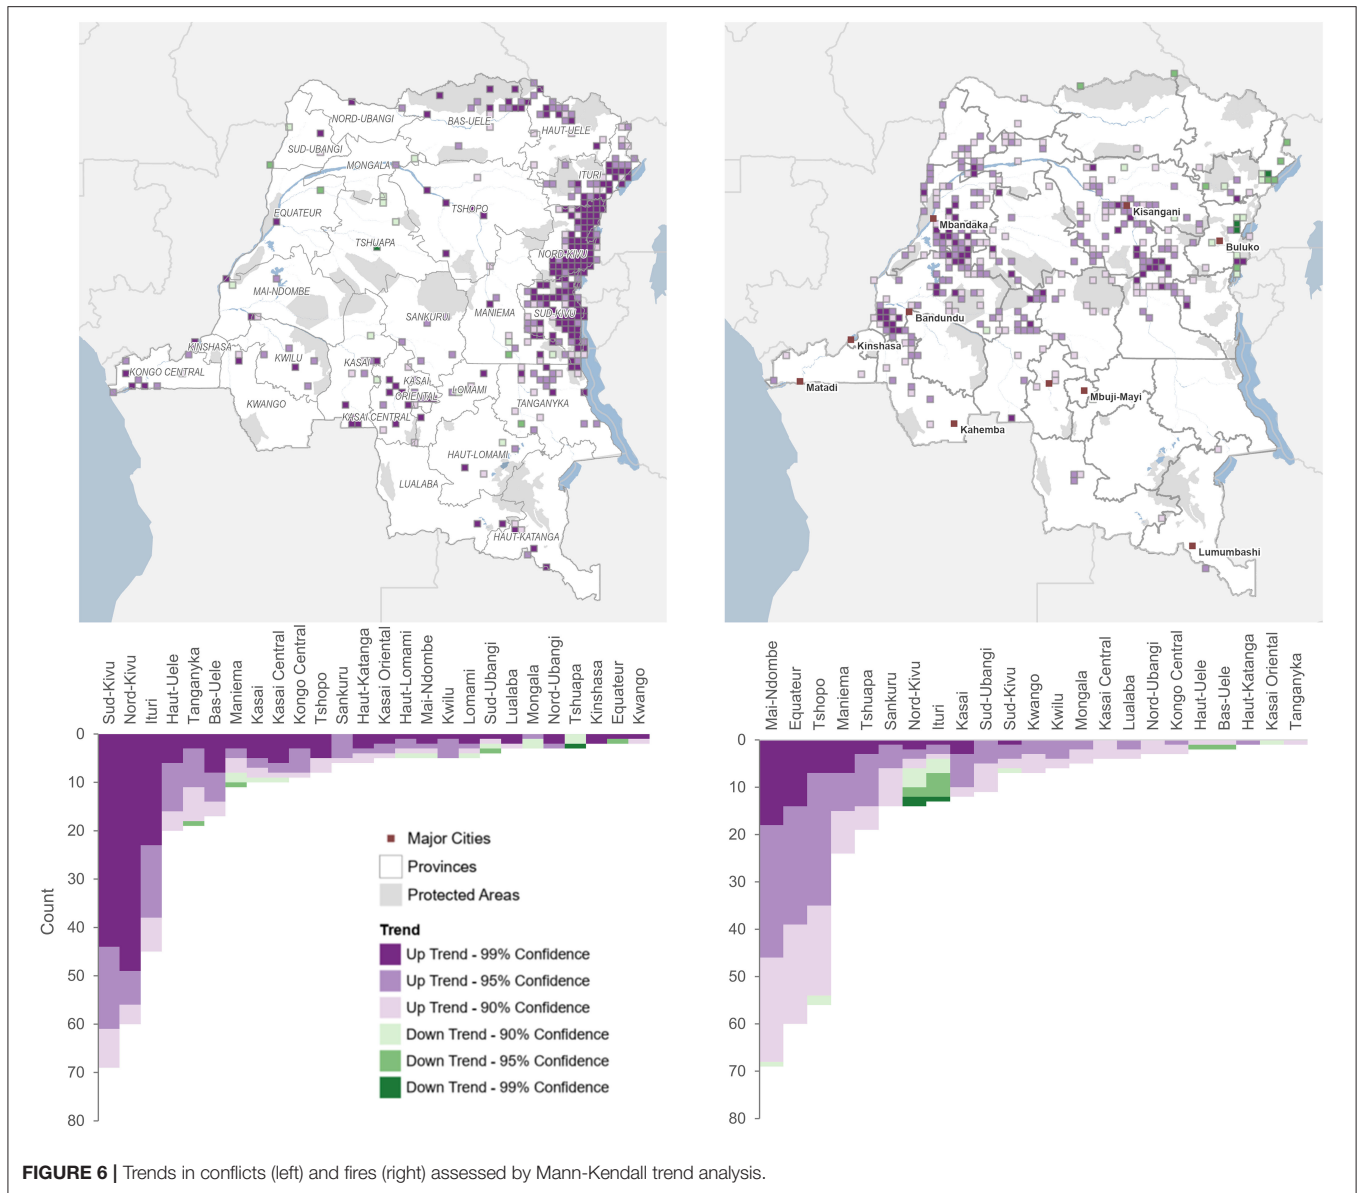 NORD-UBANGI
BAS-UELE
HAUT-UELE
SUD-UBANGI
MONGALA
ITURI
EQUATEUR
TSHOPO
TSHUAPA
NORD-KIVU
MAI-NDOMBE
SANKURU
MANIEMA
SUD-KIVU
KINSHASA
KWILU
KASAI
KONGO CENTRAL
KASAI
ORIENTAL
LOMAMI
KWANGO
KASAI CENTRAL
TANGANYIKA
HAUT-LOMAMI
LUALABA
HAUT-KATANGA
Kisangani
Mbandaka
Buluko
Bandundu
Kinshasa
Matadi
Mbuji-Mayi
Kahemba
Lumumbashi
Sud-Kivu
Nord-Kivu
Ituri
Haut-Uele
Tanganyka
Bas-Uele
Maniema
Kasai
Kasai Central
Kongo Central
Tshopo
Sankuru
Haut-Katanga
Kasai Oriental
Haut-Lomami
Mai-Ndombe
Kwilu
Lomami
Sud-Ubangi
Lualaba
Mongala
Nord-Ubangi
Tshuapa
Kinshasa
Equateur
Kwango
0
10
20
30
40
50
60
70
80
Count
Major Cities
Provinces
Protected Areas
Trend
Up Trend - 99% Confidence
Up Trend - 95% Confidence
Up Trend - 90% Confidence
Down Trend - 90% Confidence
Down Trend - 95% Confidence
Down Trend - 99% Confidence
Mai-Ndombe
Equateur
Tshopo
Maniema
Tshuapa
Sankuru
Nord-Kivu
Ituri
Kasai
Sud-Ubangi
Sud-Kivu
Kwango
Kwilu
Mongala
Kasai Central
Lualaba
Nord-Ubangi
Kongo Central
Haut-Uele
Bas-Uele
Haut-Katanga
Kasai Oriental
Tanganyka
0
10
20
30
40
50
60
70
80
FIGURE 6 | Trends in conflicts (left) and fires (right) assessed by Mann-Kendall trend analysis.